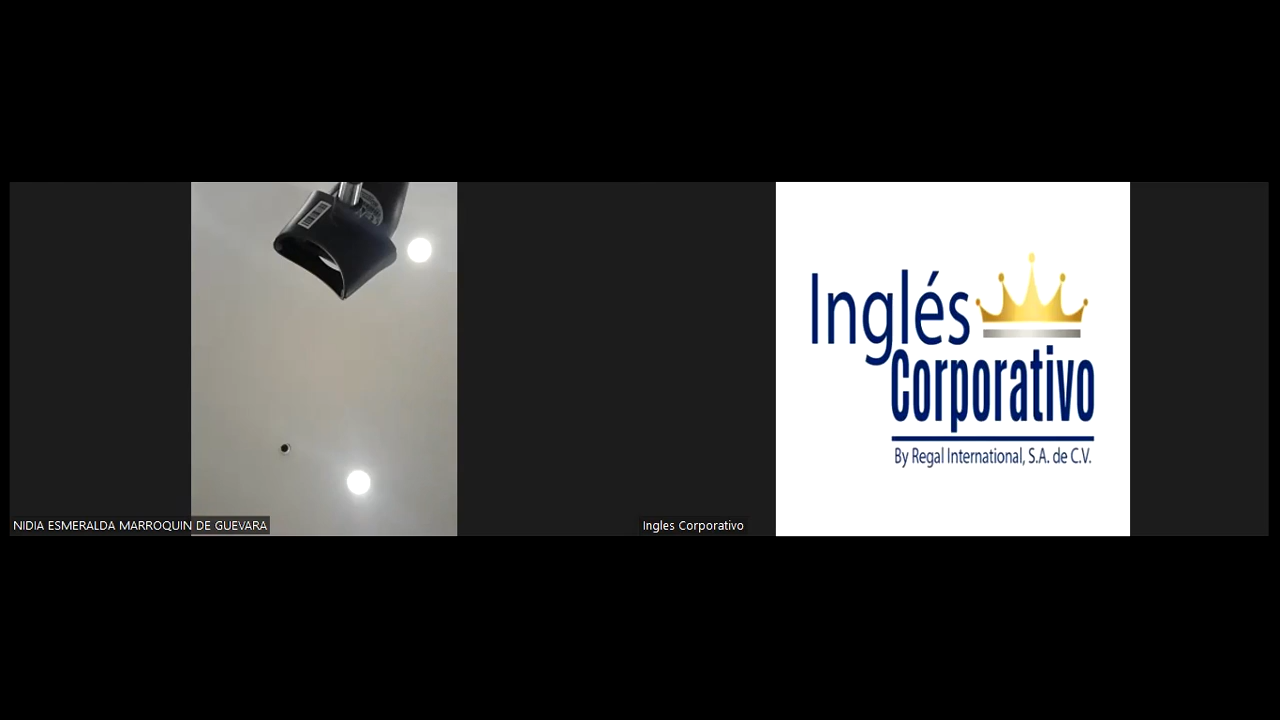 Inglés
Corporativo
By Regal International, S.A. de C.V.
NIDIA ESMERALDA MARROQUIN DE GUEVARA
Ingles Corporativo